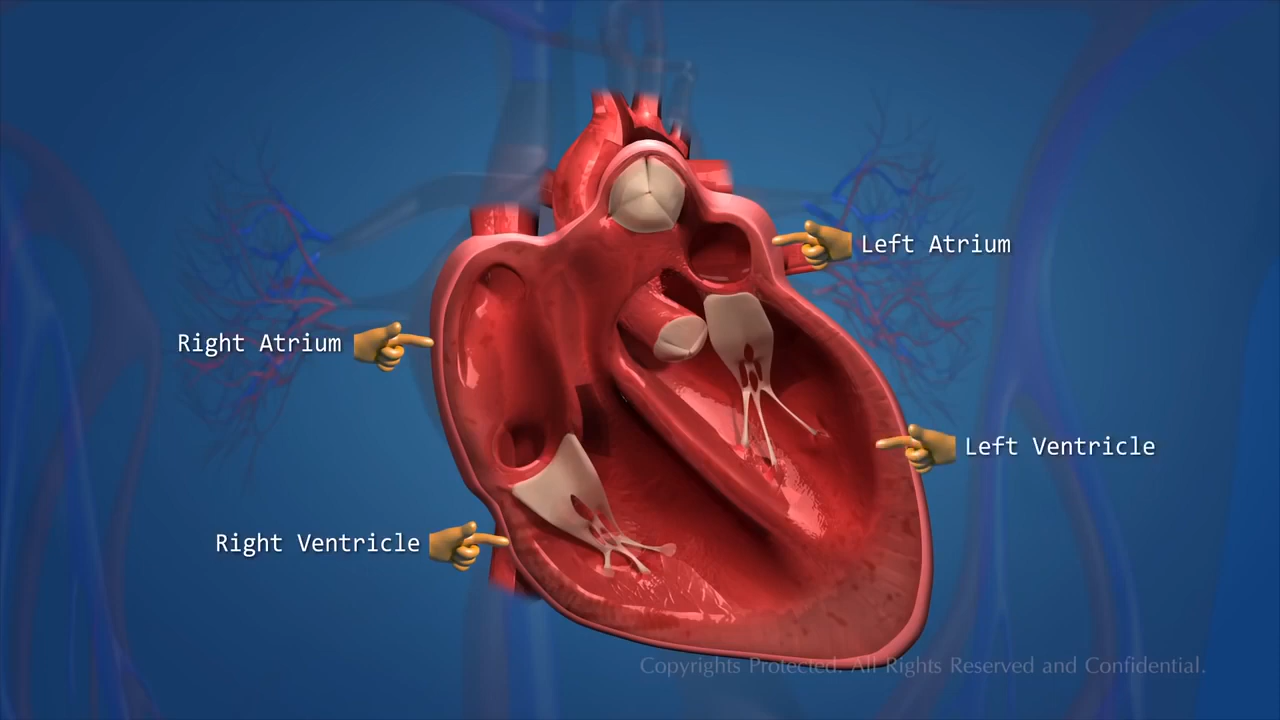 Left Atrium
Right Atrium
Left Ventricle
Right Ventricle
Copyrights Protected. All Rights Reserved and Confidential.